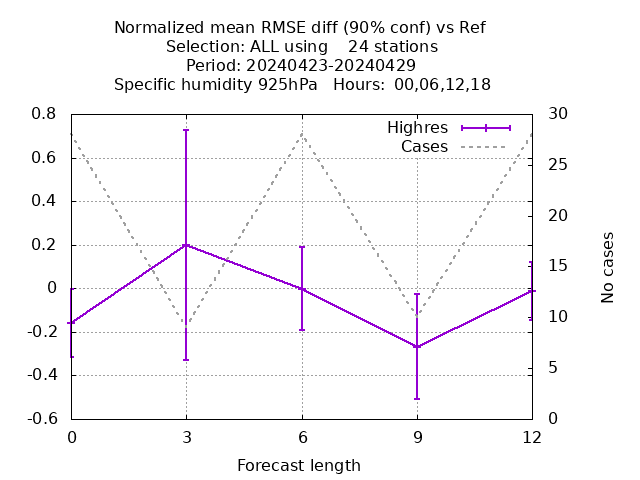 Normalized mean RMSE diff (90% conf) vs Ref
Selection: ALL using    24 stations
Period: 20240423-20240429
Specific humidity 925hPa   Hours:  00,06,12,18
Highres
Cases
0.8
0.6
0.4
0.2
0
-0.2
-0.4
-0.6
30
25
20
15
10
5
0
No cases
0 3 6 9 12
Forecast length